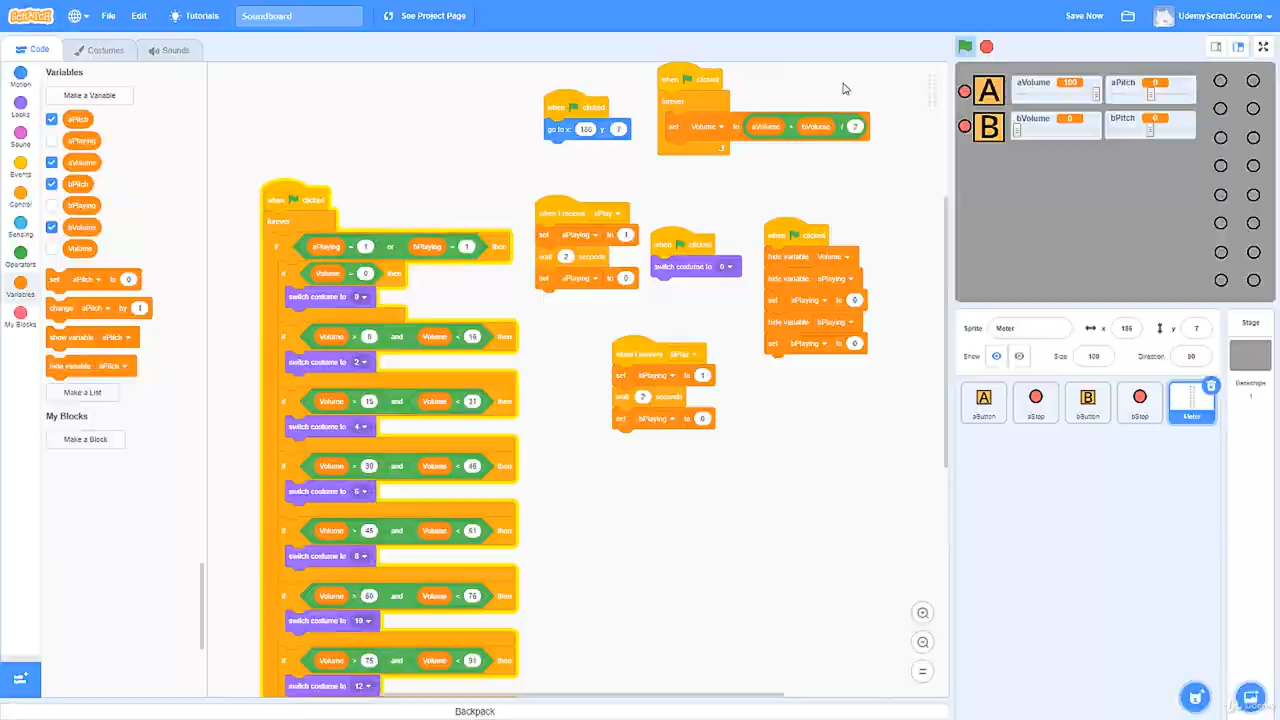 SCRATCH File Edit Tutorials Soundboard See Project Page Save Now UdemyScratchCourse
Code Costumes Sounds
Motion
Looks
Sound
Events
Control
Sensing
Operators
Variables
My Blocks
Variables
Make a Variable
aPitch
aPlaying
aVolume
bPitch
bPlaying
bVolume
Volume
set aPitch to 0
change aPitch by 1
show variable aPitch
hide variable aPitch
Make a List
My Blocks
Make a Block
when clicked
forever
if aPlaying = 1 or bPlaying = 1 then
if Volume = 0 then
switch costume to 0
if Volume > 0 and Volume < 16 then
switch costume to 2
if Volume > 15 and Volume < 31 then
switch costume to 4
if Volume > 30 and Volume < 46 then
switch costume to 6
if Volume > 45 and Volume < 61 then
switch costume to 8
if Volume > 60 and Volume < 76 then
switch costume to 10
if Volume > 75 and Volume < 91 then
switch costume to 12
when clicked
go to x: 186 y: 7
when clicked
forever
set Volume to aVolume + bVolume / 2
when I receive aPlay
set aPlaying to 1
wait 2 seconds
set aPlaying to 0
when clicked
switch costume to 0
when clicked
hide variable Volume
hide variable aPlaying
set aPlaying to 0
hide variable bPlaying
set bPlaying to 0
when I receive bPlay
set bPlaying to 1
wait 2 seconds
set bPlaying to 0
Backpack
A aVolume 100 aPitch 0
B bVolume 0 bPitch 0
Sprite Meter x 186 y 7
Show Size 100 Direction 90
A aButton
aStop
B bButton
bStop
Meter
Stage
Backdrops
1
Udemy